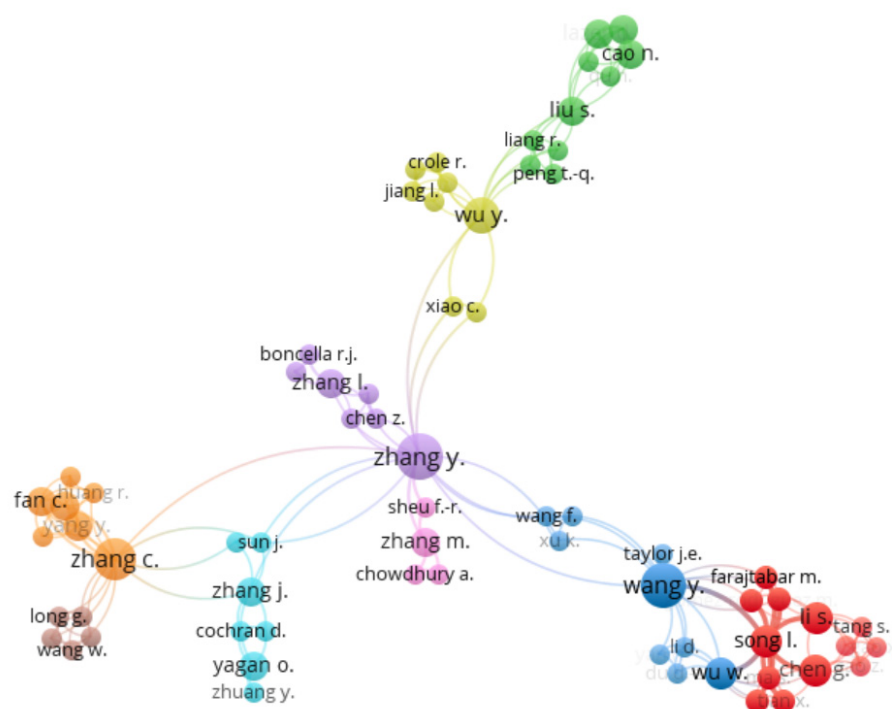 cao n.
liu s.
liang r.
crole r.
peng t.-q.
jiang l.
wu y.
xiao c.
boncella r.j.
zhang l.
chen z.
zhang y.
huang r.
fan c.
sheu f.-r.
wang f.
yang y.
sun j.
xu k.
zhang m.
taylor j.e.
zhang c.
chowdhury a.
farajtabar m.
zhang j.
wang y.
long g.
li s.
tang s.
cochran d.
song l.
wang w.
li d.
yagan o.
wu w.
chen g.
zhuang y.
tian x.